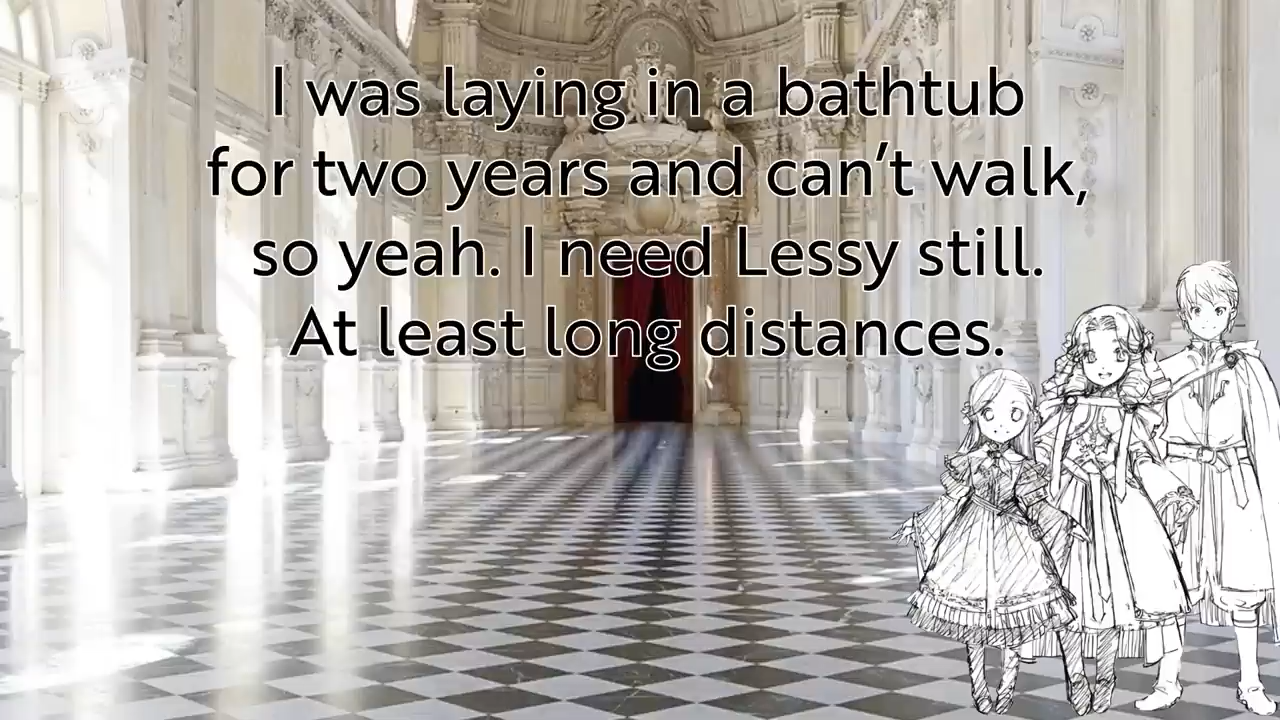 I was laying in a bathtub
for two years and can't walk,
so yeah. I need Lessy still.
At least long distances.